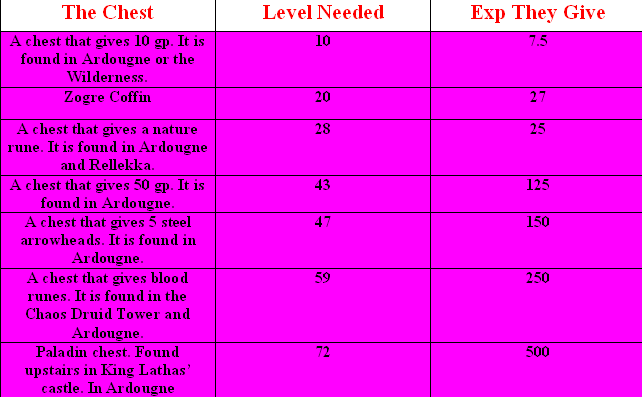 The Chest Level Needed Exp They Give
A chest that gives 10 gp. It is 10 7.5
found in Ardougne or the
Wilderness.
Zogre Coffin 20 27
A chest that gives a nature 28 25
rune. It is found in Ardougne
and Rellekka.
A chest that gives 50 gp. It is 43 125
found in Ardougne.
A chest that gives 5 steel 47 150
arrowheads. It is found in
Ardougne.
A chest that gives blood 59 250
runes. It is found in the
Chaos Druid Tower and
Ardougne.
Paladin chest. Found 72 500
upstairs in King Lathas’
castle. In Ardougne